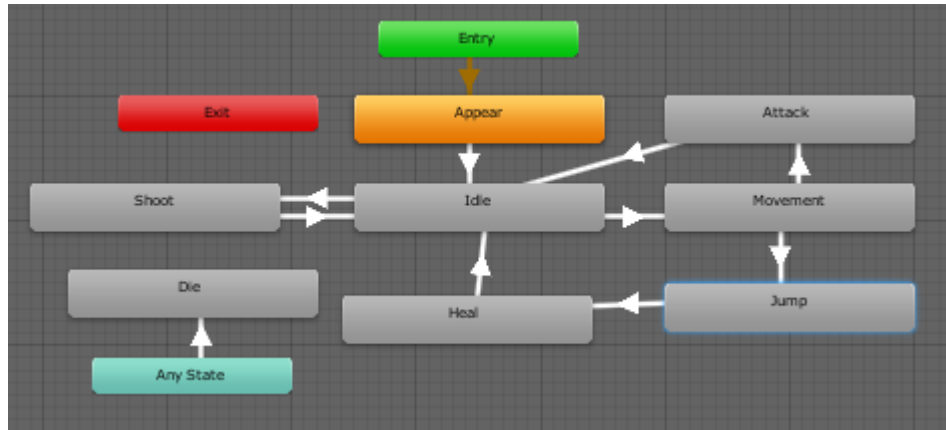 Entry
Exit
Appear
Attack
Shoot
Idle
Movement
Die
Heal
Jump
Any State